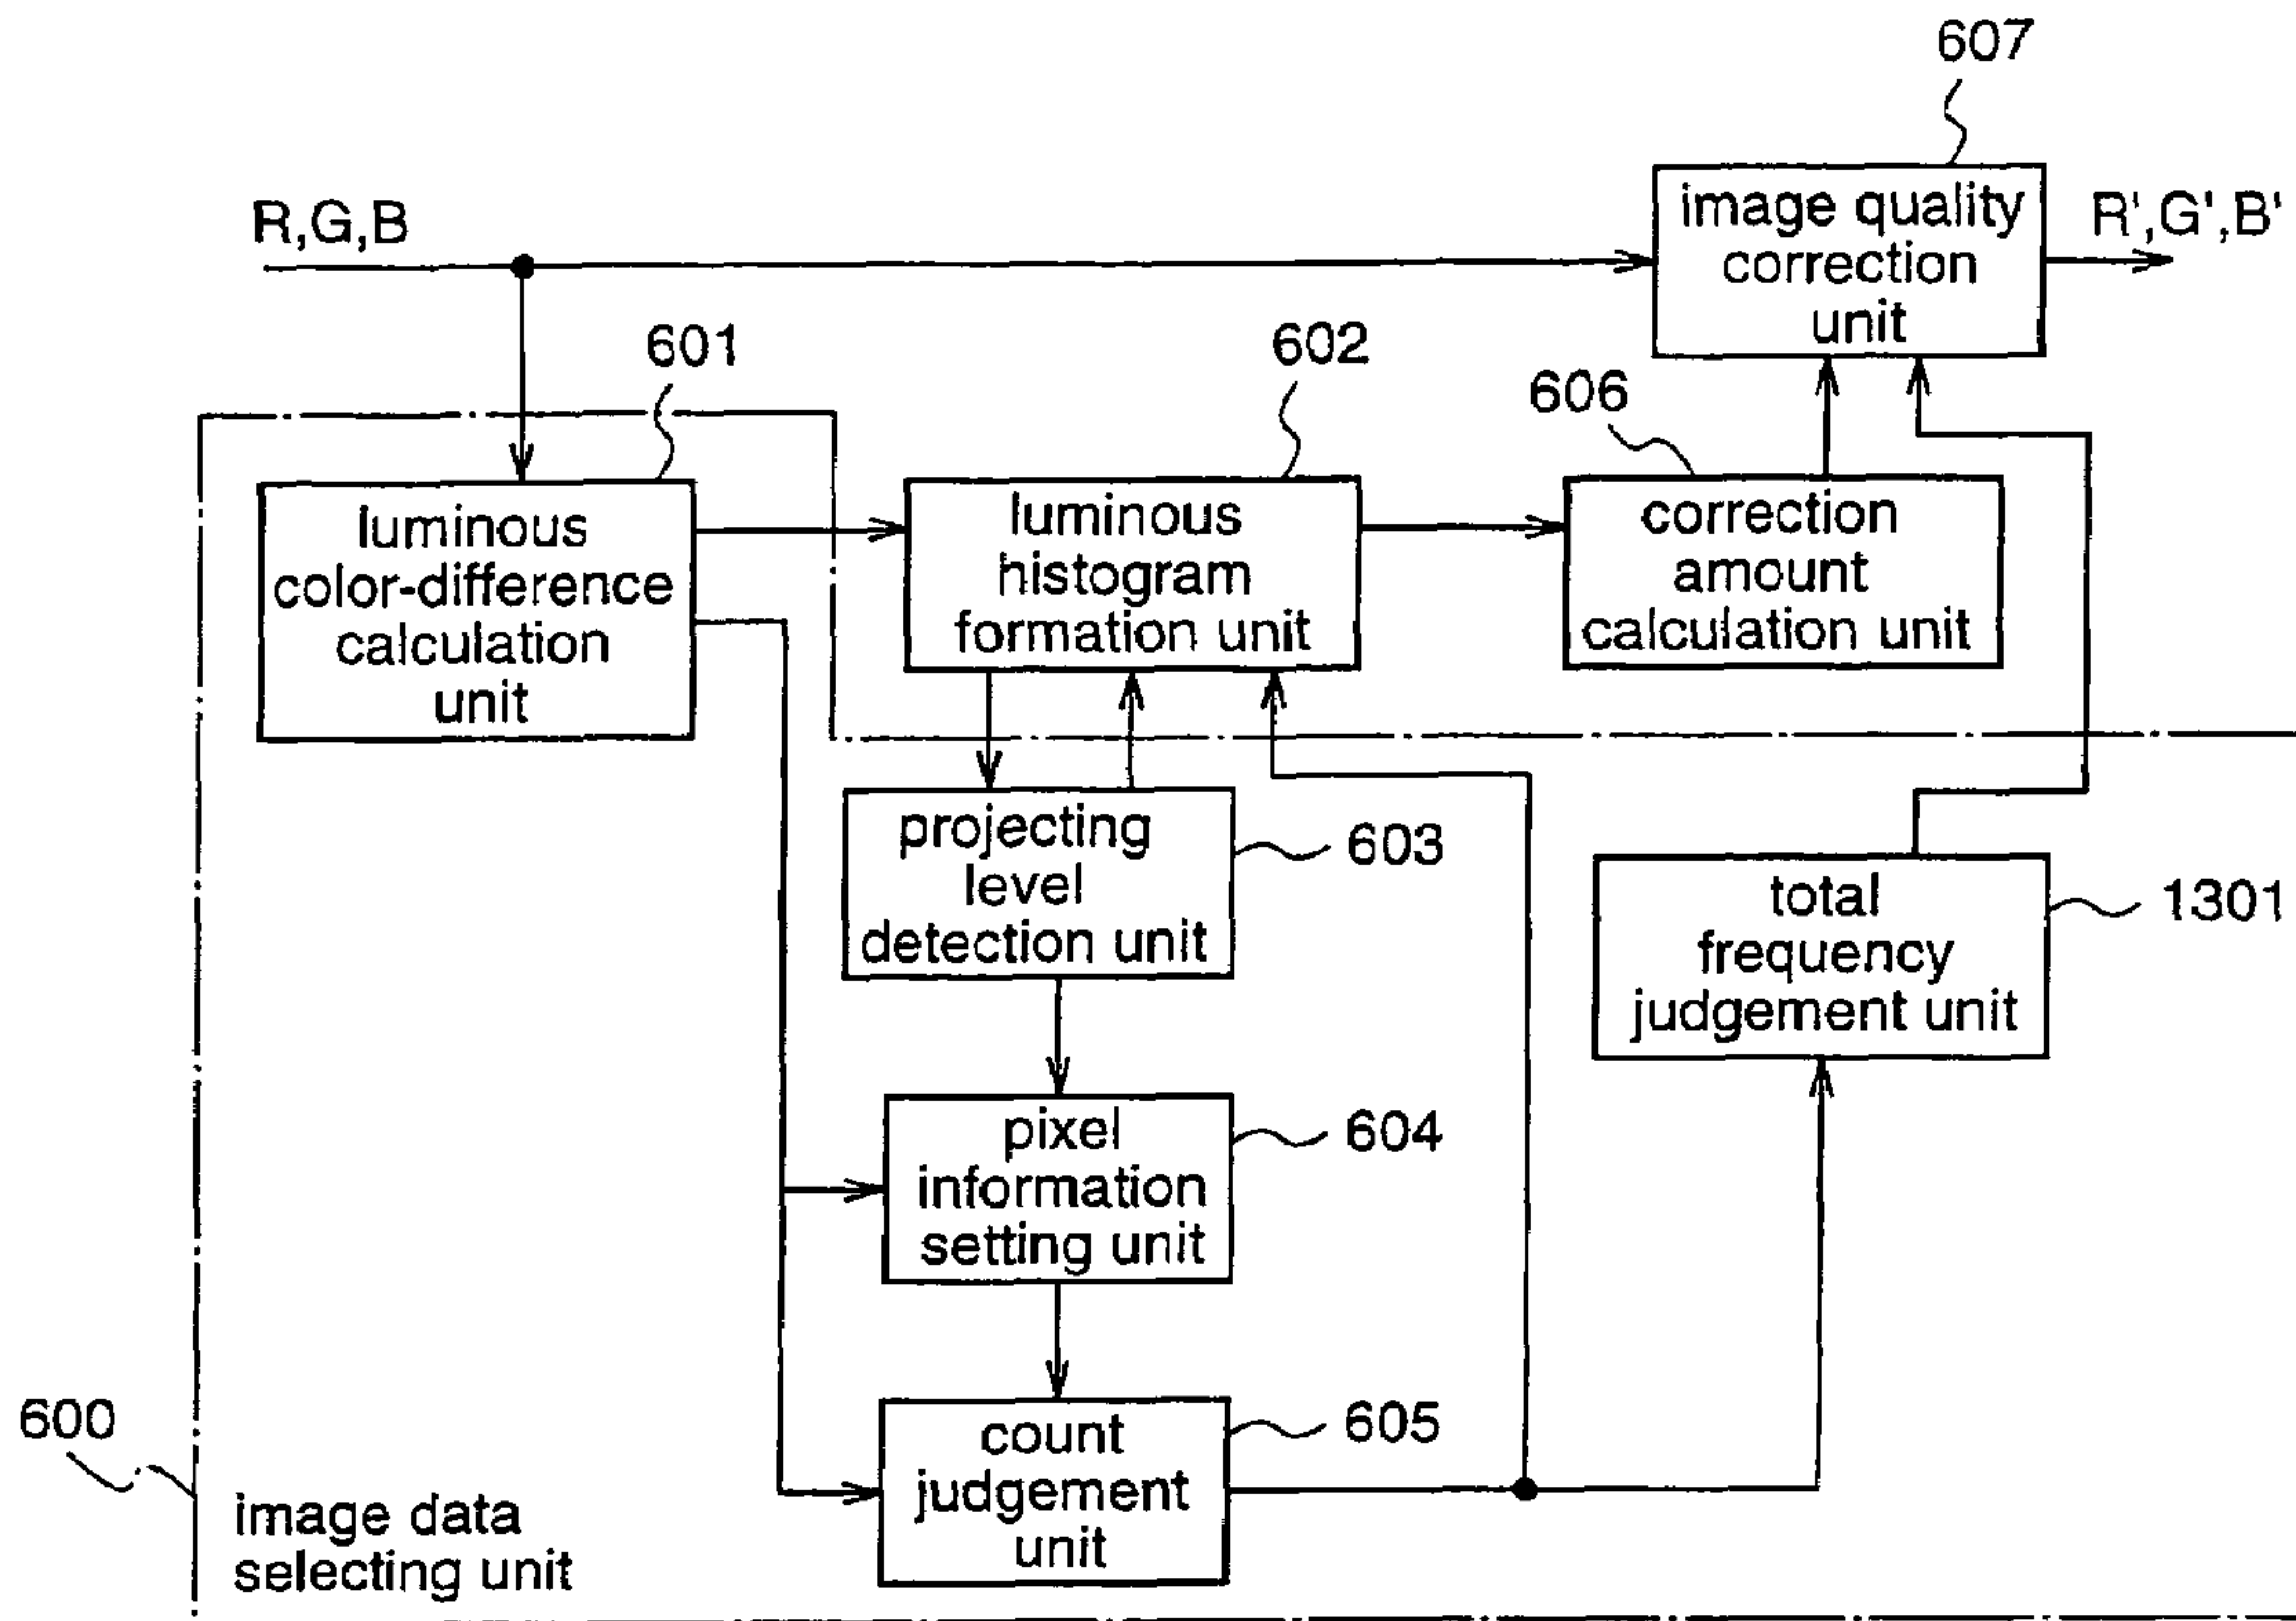 607
R,G,B
image quality
correction
unit
R',G',B'
601
602
606
luminous
color-difference
calculation
unit
luminous
histogram
formation unit
correction
amount
calculation unit
projecting
level
detection unit
603
total
frequency
judgement unit
1301
pixel
information
setting unit
604
600
count
judgement
unit
605
image data
selecting unit